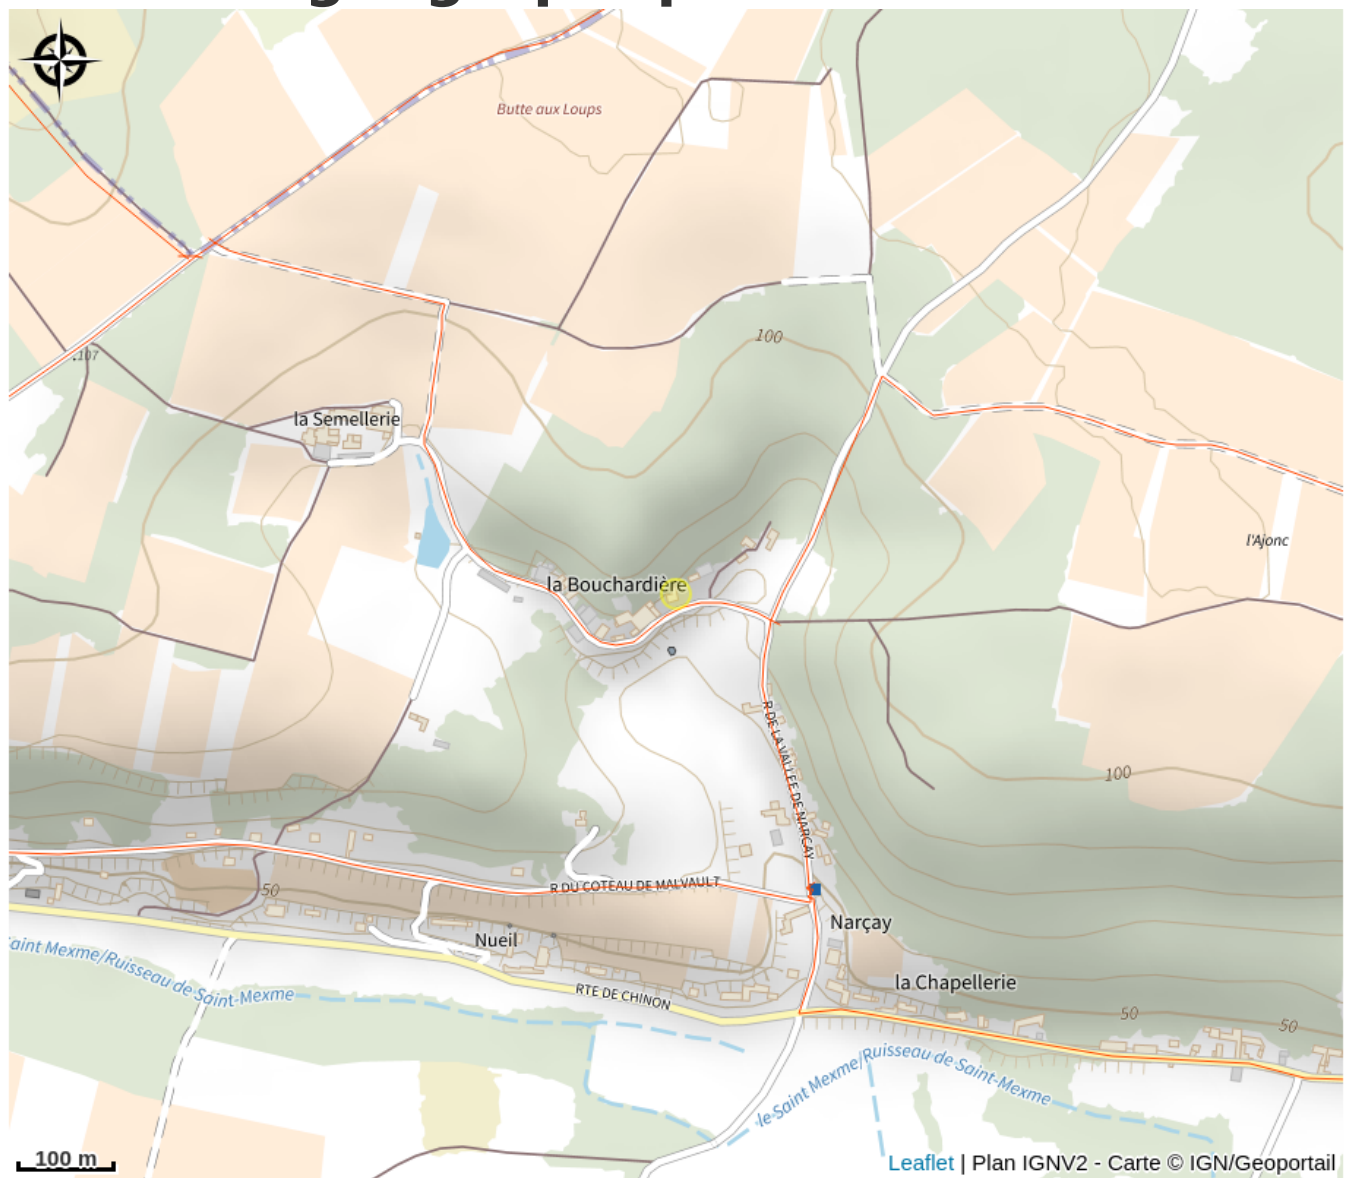 Butte aux Loups
100
107
la Semellerie
l'Ajonc
la Bouchardière
R DE LA VALLEE DE NARCAY
100
50
R DU COTEAU DE MALVAULT
Narçay
Nueil
aint Mexme/Ruisseau de Saint-Mexme
la Chapellerie
RTE DE CHINON
50
50
le Saint Mexme/Ruisseau de Saint-Mexme
100 m
Leaflet | Plan IGNV2 - Carte © IGN/Geoportail